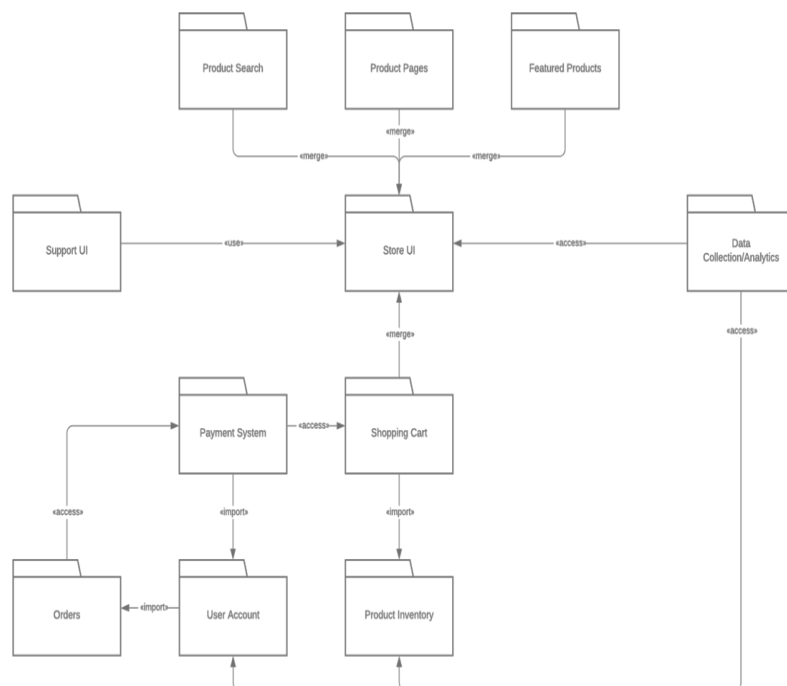 Product Search
Product Pages
Featured Products
«merge»
«merge»
«merge»
Support UI
«use»
Store UI
«access»
Data
Collection/Analytics
«access»
«merge»
Payment System
«access»
Shopping Cart
«access»
«import»
«import»
Orders
«import»
User Account
Product Inventory